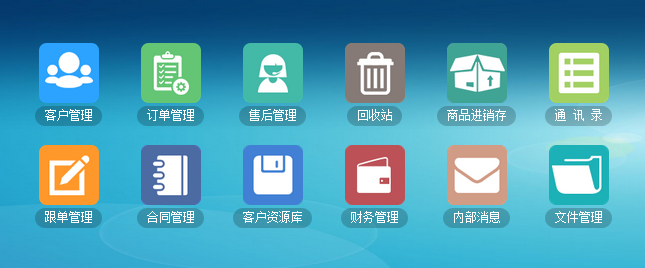 客户管理 订单管理 售后管理 回收站 商品进销存 通 讯 录
跟单管理 合同管理 客户资源库 财务管理 内部消息 文件管理